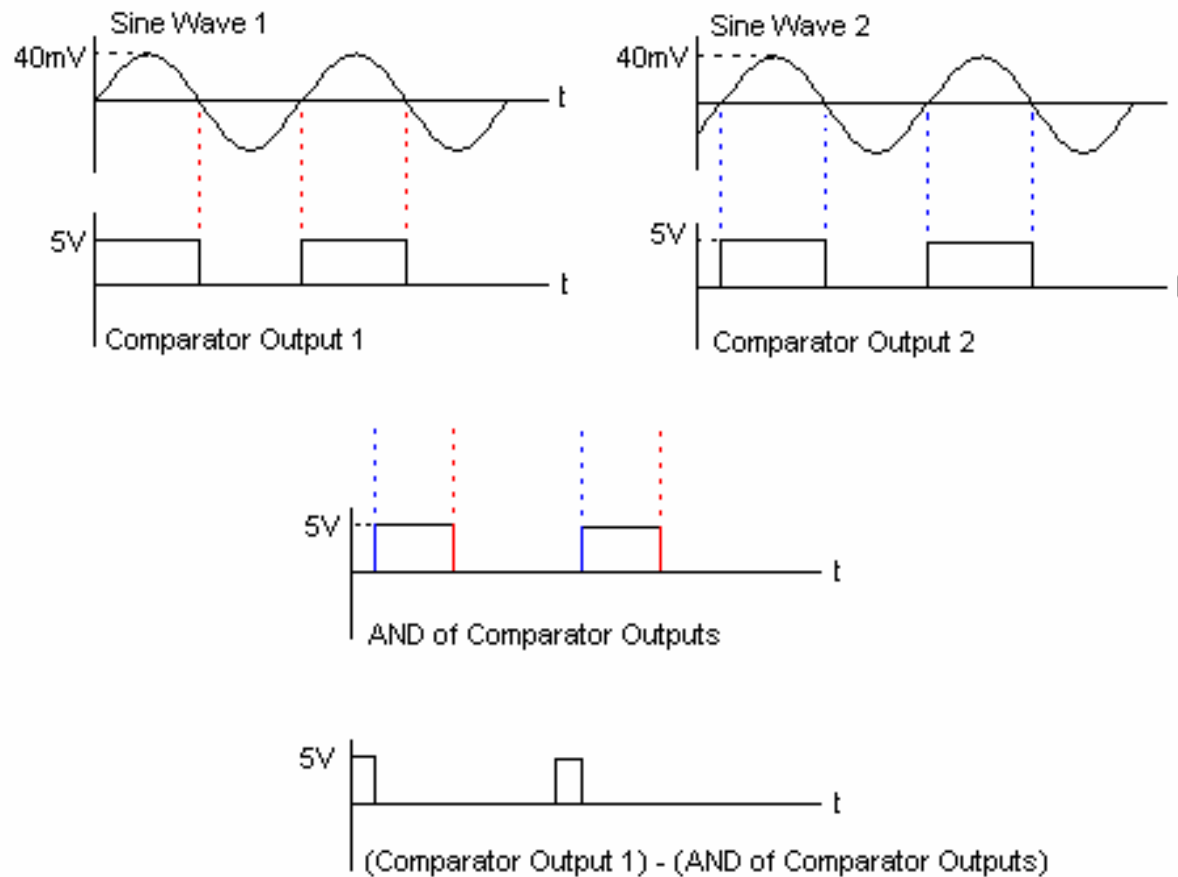 Sine Wave 1
40mV
t
5V
t
Comparator Output 1
Sine Wave 2
40mV
5V
Comparator Output 2
5V
t
AND of Comparator Outputs
5V
t
(Comparator Output 1) - (AND of Comparator Outputs)